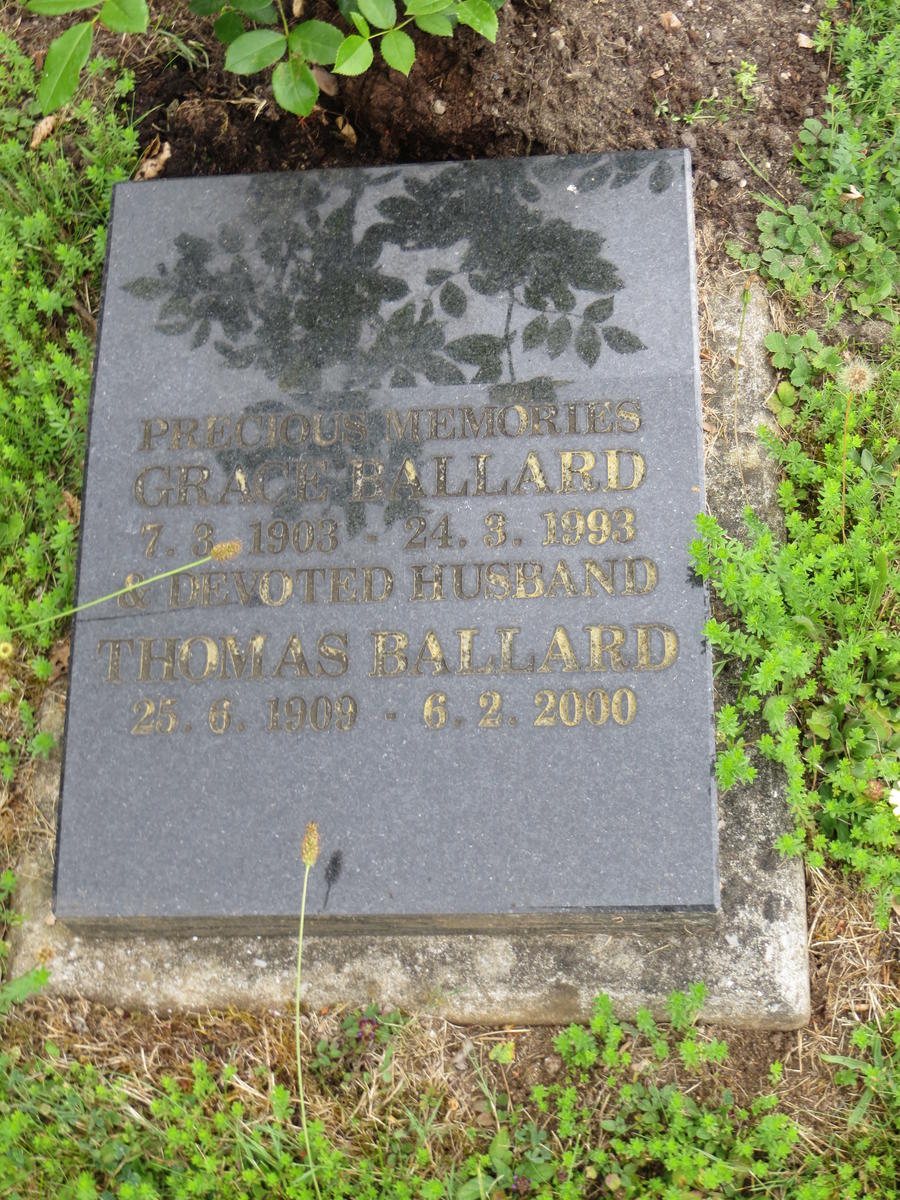 PRECIOUS MEMORIES
GRACE BALLARD
7. 3. 1903 - 24. 3. 1993
& DEVOTED HUSBAND
THOMAS BALLARD
25. 6. 1909 - 6. 2. 2000